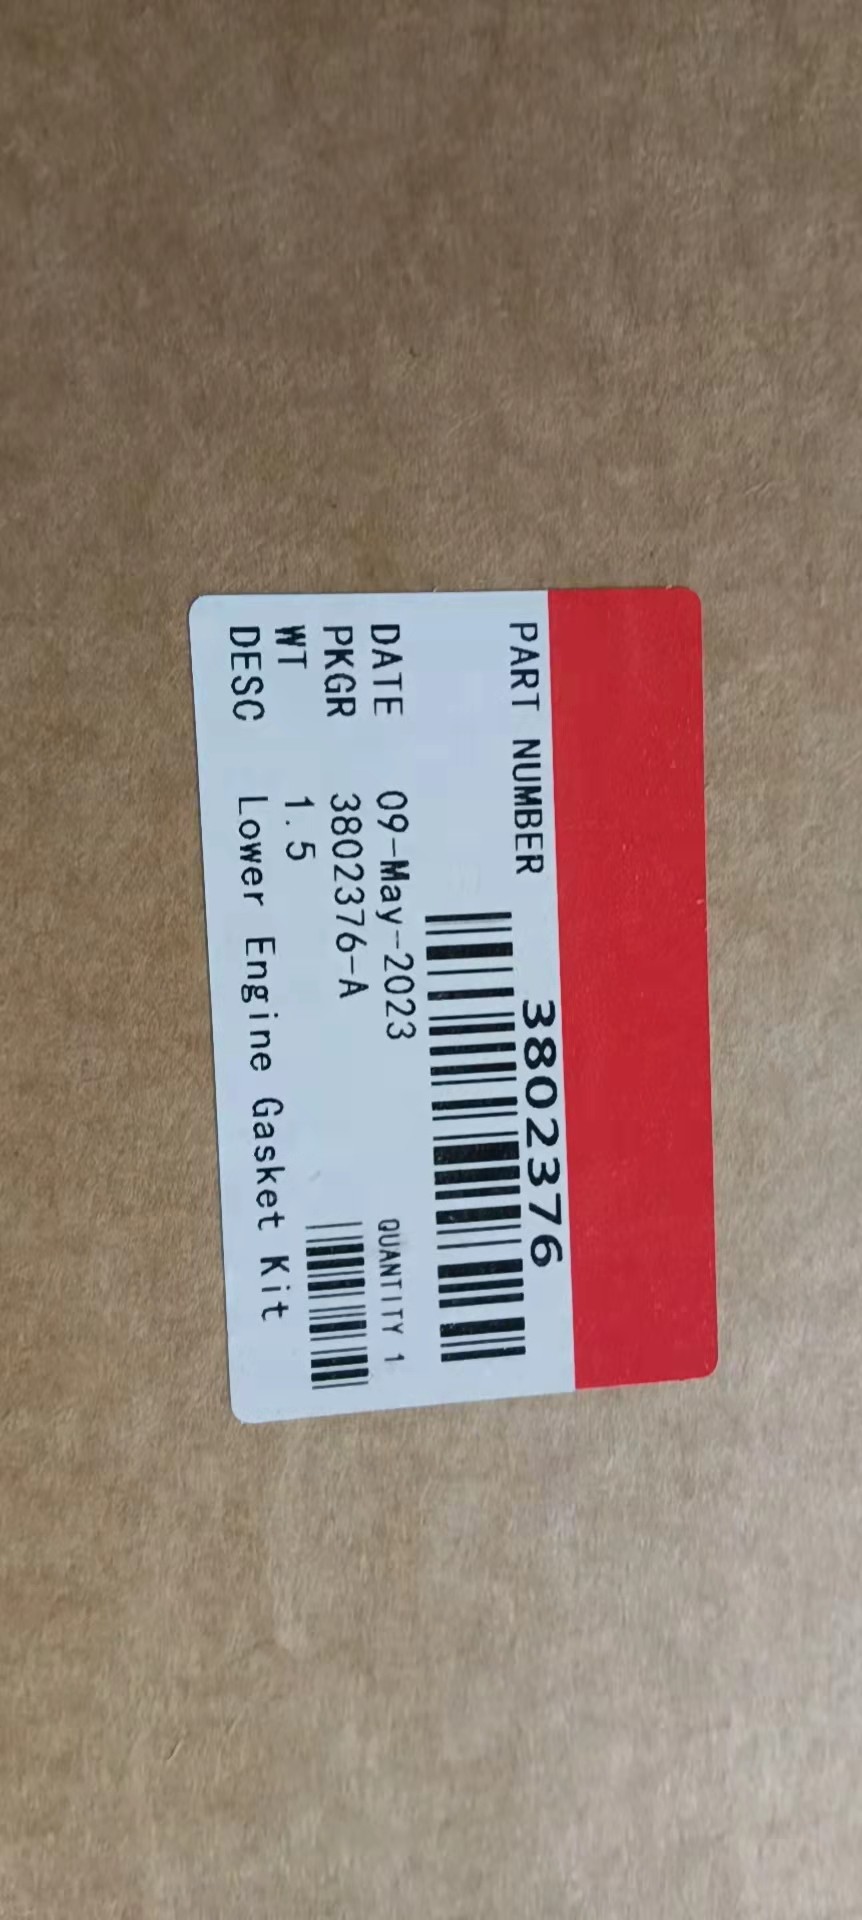 PART NUMBER
3802376
DATE 09-May-2023 QUANTITY 1
PKGR 3802376-A
WT 1.5
DESC Lower Engine Gasket Kit